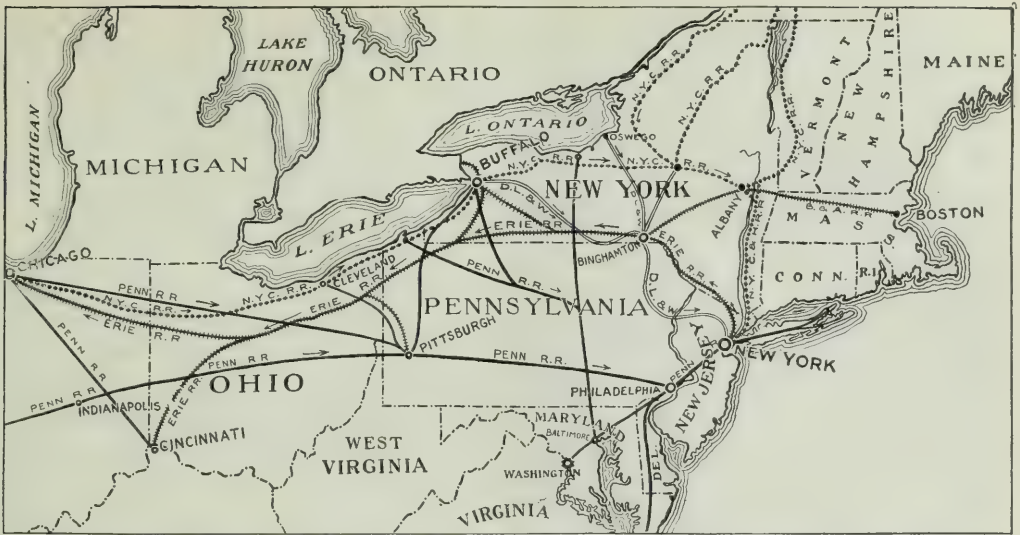 LAKE
HURON
ONTARIO
MAINE
VERMONT
NEW
HAMPSHIRE
L. MICHIGAN
MICHIGAN
L. ONTARIO
OSWEGO
N.Y.C. R.R.
N.Y.C. R.R.
N.Y.C. R.R.
BUFFALO
N.Y.C. R.R.
N.Y.C. R.R.
NEW YORK
D.L. & W.
ALBANY
B. & A. R.R.
BOSTON
MASS.
L. ERIE
ERIE R.R.
BINGHAMTON
ERIE R.R.
CONN.
R.I.
CHICAGO
CLEVELAND
PENN R.R.
PENN R.R.
N.Y.C. R.R.
N.Y.C. R.R.
ERIE R.R.
ERIE R.R.
D.L. & W.
PENNSYLVANIA
PITTSBURGH
NEW YORK
PENN R.R.
PENN R.R.
PENN R.R.
PENN
ERIE R.R.
OHIO
PHILADELPHIA
NEW JERSEY
PENN R.R.
INDIANAPOLIS
CINCINNATI
MARYLAND
BALTIMORE
WEST
VIRGINIA
WASHINGTON
DEL.
VIRGINIA